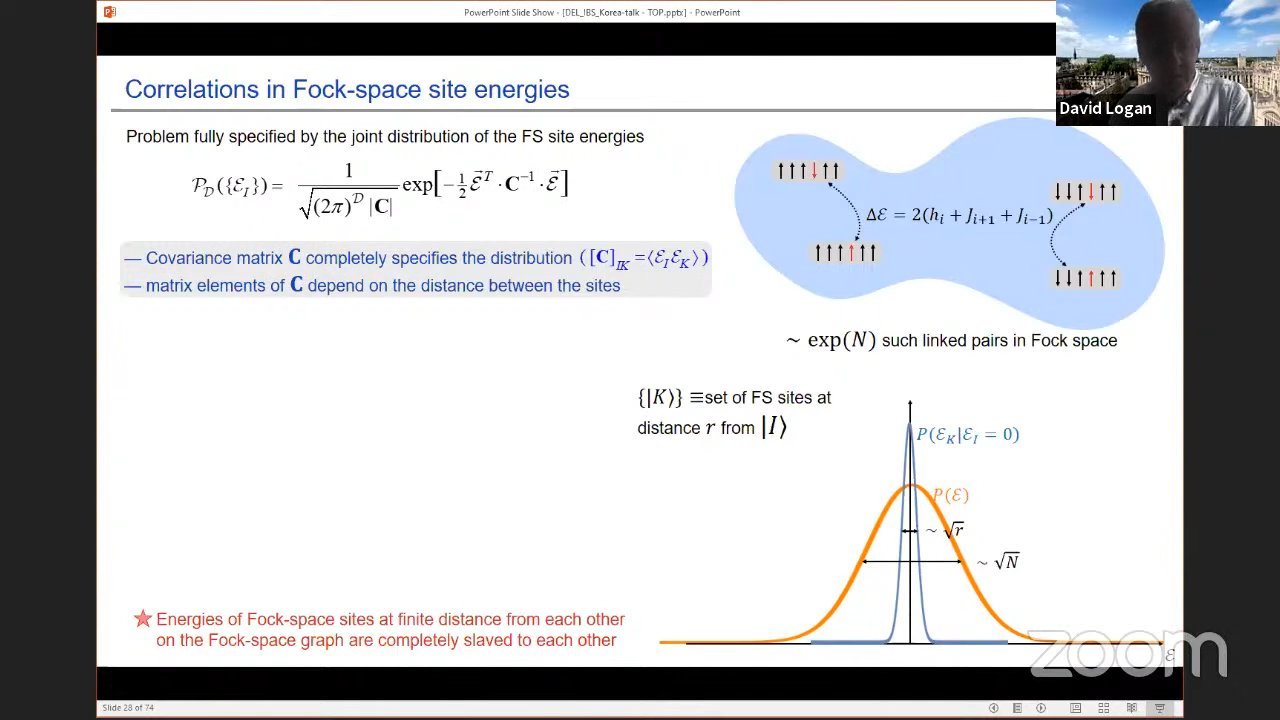 PowerPoint Slide Show - [DEL_IBS_Korea-talk - TOP.pptx] - PowerPoint
David Logan
Correlations in Fock-space site energies
Problem fully specified by the joint distribution of the FS site energies
𝒫_𝒟({ℰ_I}) = 1/√((2π)^𝒟 |C|) exp[−½ ℰ⃗^T · C⁻¹ · ℰ⃗]
— Covariance matrix C completely specifies the distribution ([C]_IK =⟨ℰ_I ℰ_K⟩)
— matrix elements of C depend on the distance between the sites
↑↑↑↓↑↑
↓↓↑↓↑↑
Δℰ = 2(h_i + J_{i+1} + J_{i−1})
↑↑↑↑↑↑
↓↓↑↑↑↑
~ exp(N) such linked pairs in Fock space
{|K⟩} ≡set of FS sites at
distance r from |I⟩
P(ℰ_K|ℰ_I = 0)
P(ℰ)
~ √r
~ √N
ℰ
★ Energies of Fock-space sites at finite distance from each other
on the Fock-space graph are completely slaved to each other
zoom
Slide 28 of 74